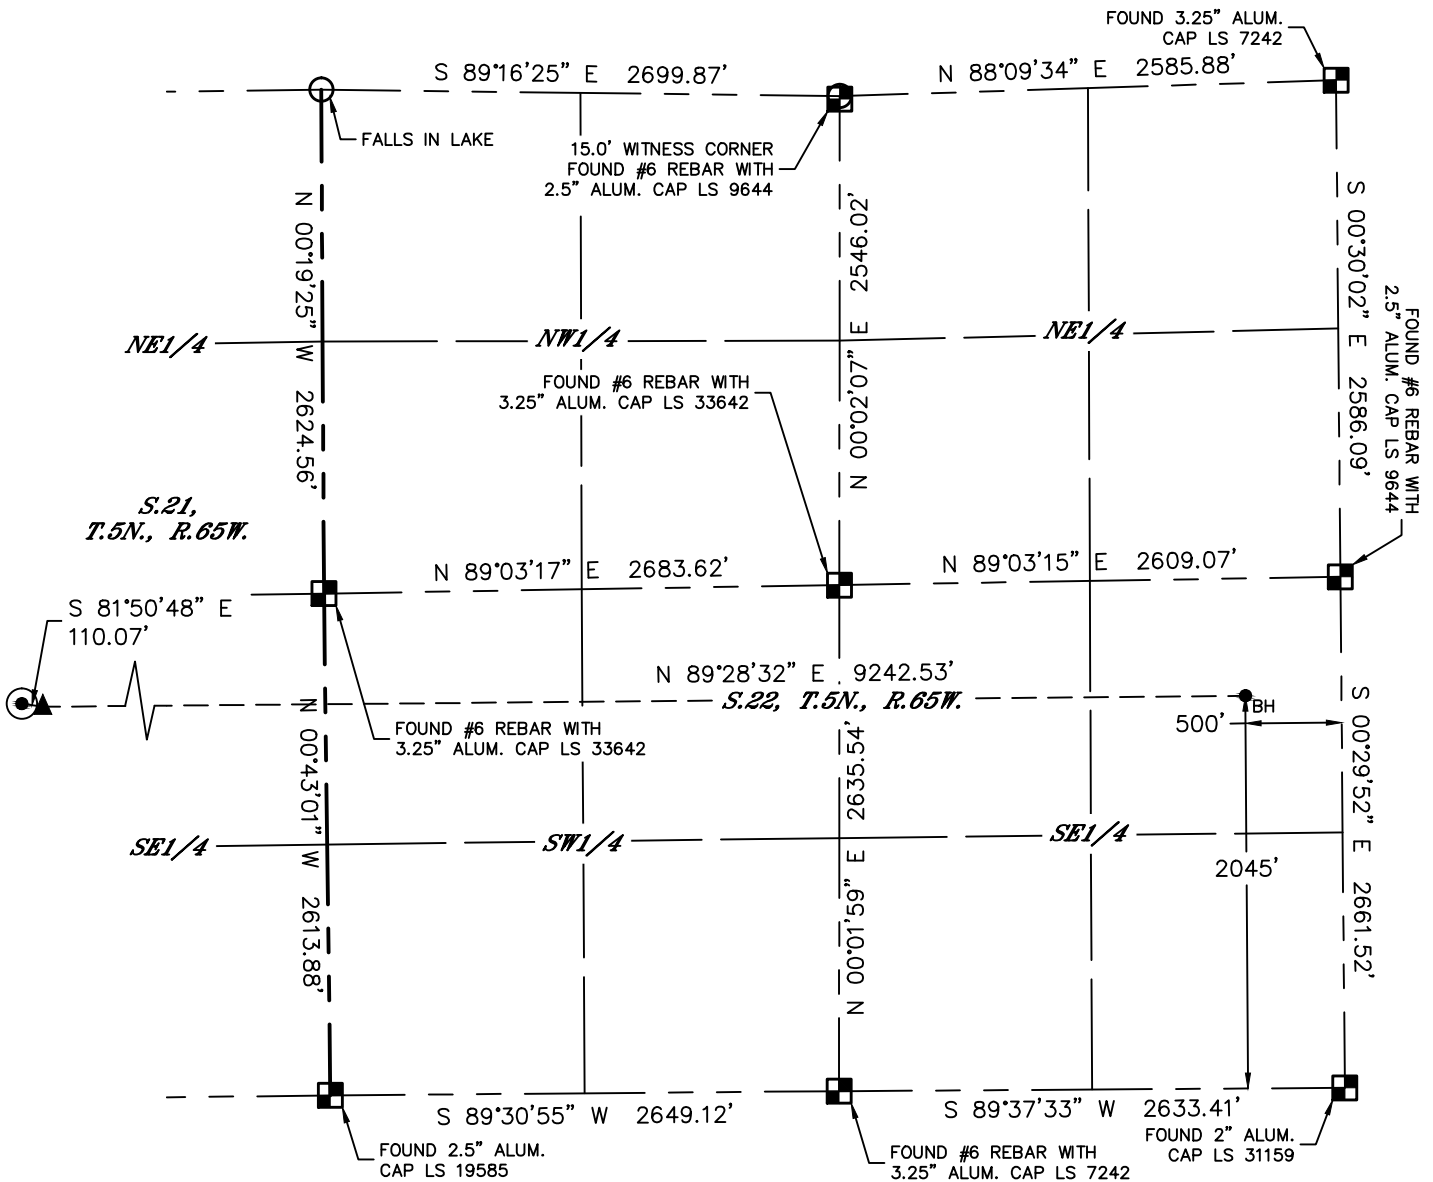 FOUND 3.25" ALUM.
CAP LS 7242
S 89°16'25" E 2699.87'
N 88°09'34" E 2585.88'
FALLS IN LAKE
15.0' WITNESS CORNER
FOUND #6 REBAR WITH
2.5" ALUM. CAP LS 9644
N 00°19'25" W 2624.56'
N 00°02'07" E 2546.02'
S 00°30'02" E 2586.09'
FOUND #6 REBAR WITH
2.5" ALUM. CAP LS 9644
NE1/4
NW1/4
NE1/4
FOUND #6 REBAR WITH
3.25" ALUM. CAP LS 33642
S.21,
T.5N., R.65W.
N 89°03'17" E 2683.62'
N 89°03'15" E 2609.07'
S 81°50'48" E
110.07'
N 89°28'32" E 9242.53'
S.22, T.5N., R.65W.
BH
500'
FOUND #6 REBAR WITH
3.25" ALUM. CAP LS 33642
N 00°43'01" W 2613.88'
N 00°01'59" E 2635.54'
S 00°29'52" E 2661.52'
SE1/4
SW1/4
SE1/4
2045'
S 89°30'55" W 2649.12'
S 89°37'33" W 2633.41'
FOUND 2.5" ALUM.
CAP LS 19585
FOUND #6 REBAR WITH
3.25" ALUM. CAP LS 7242
FOUND 2" ALUM.
CAP LS 31159